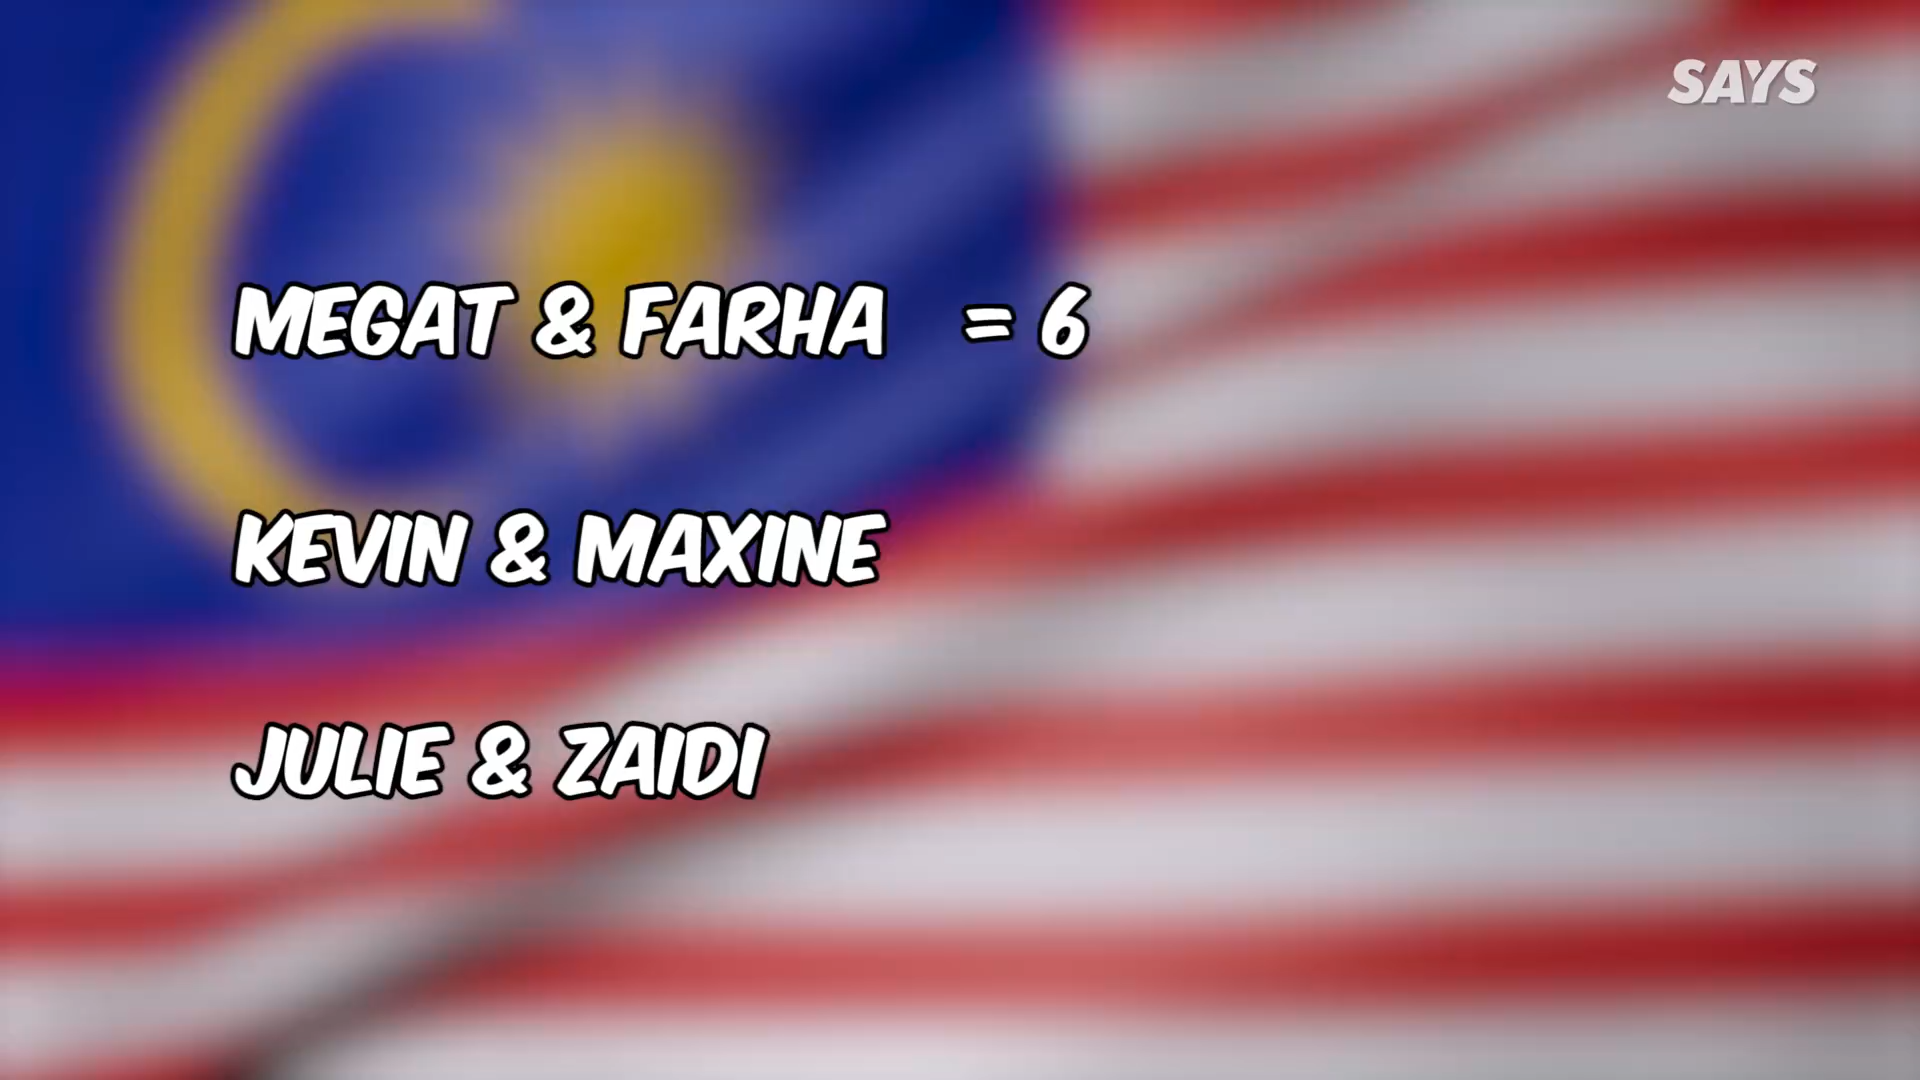 SAYS
MEGAT & FARHA = 6
KEVIN & MAXINE
JULIE & ZAIDI